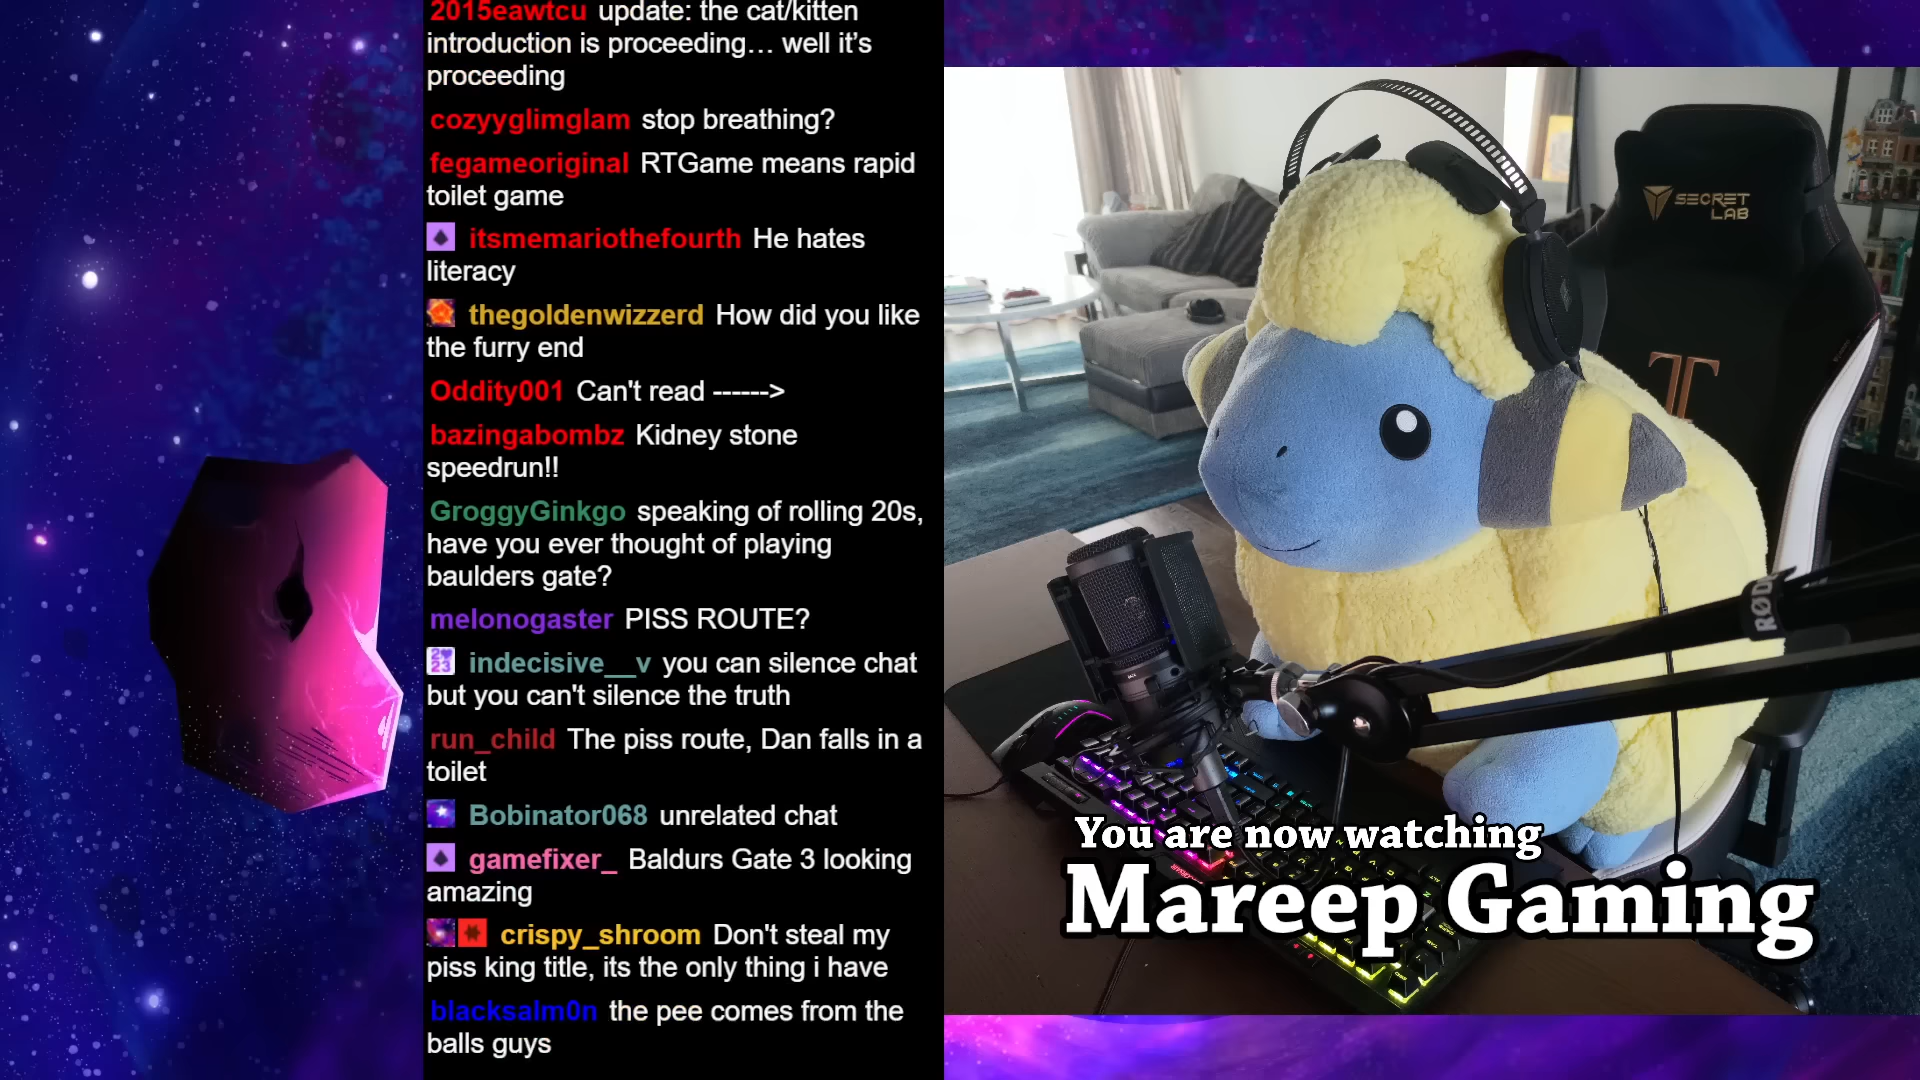 2015eawtcu update: the cat/kitten
introduction is proceeding… well it’s
proceeding
cozyyglimglam stop breathing?
fegameoriginal RTGame means rapid
toilet game
itsmemariothefourth He hates
literacy
thegoldenwizzerd How did you like
the furry end
Oddity001 Can't read ------>
bazingabombz Kidney stone
speedrun!!
GroggyGinkgo speaking of rolling 20s,
have you ever thought of playing
baulders gate?
melonogaster PISS ROUTE?
indecisive__v you can silence chat
but you can't silence the truth
run_child The piss route, Dan falls in a
toilet
Bobinator068 unrelated chat
gamefixer_ Baldurs Gate 3 looking
amazing
crispy_shroom Don't steal my
piss king title, its the only thing i have
blacksalm0n the pee comes from the
balls guys
SECRET
LAB
RØDE
You are now watching
Mareep Gaming